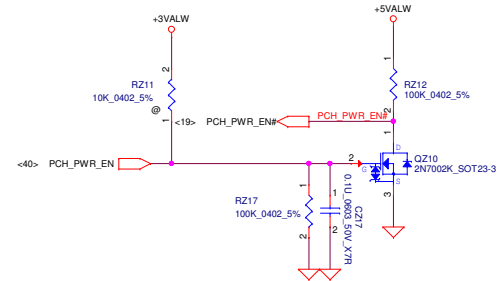 +3VALW
+5VALW
2
RZ11
10K_0402_5%
@
1
1
RZ12
100K_0402_5%
2
<19> PCH_PWR_EN#
PCH_PWR_EN#
<40> PCH_PWR_EN
2
G
D
S
QZ10
2N7002K_SOT23-3
3
1
RZ17
100K_0402_5%
2
1
2
CZ17
0.1U_0603_50V_X7R